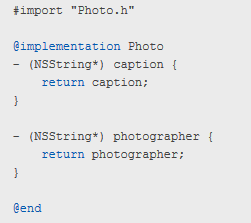 #import "Photo.h"
@implementation Photo
- (NSString*) caption {
    return caption;
}
- (NSString*) photographer {
    return photographer;
}
@end